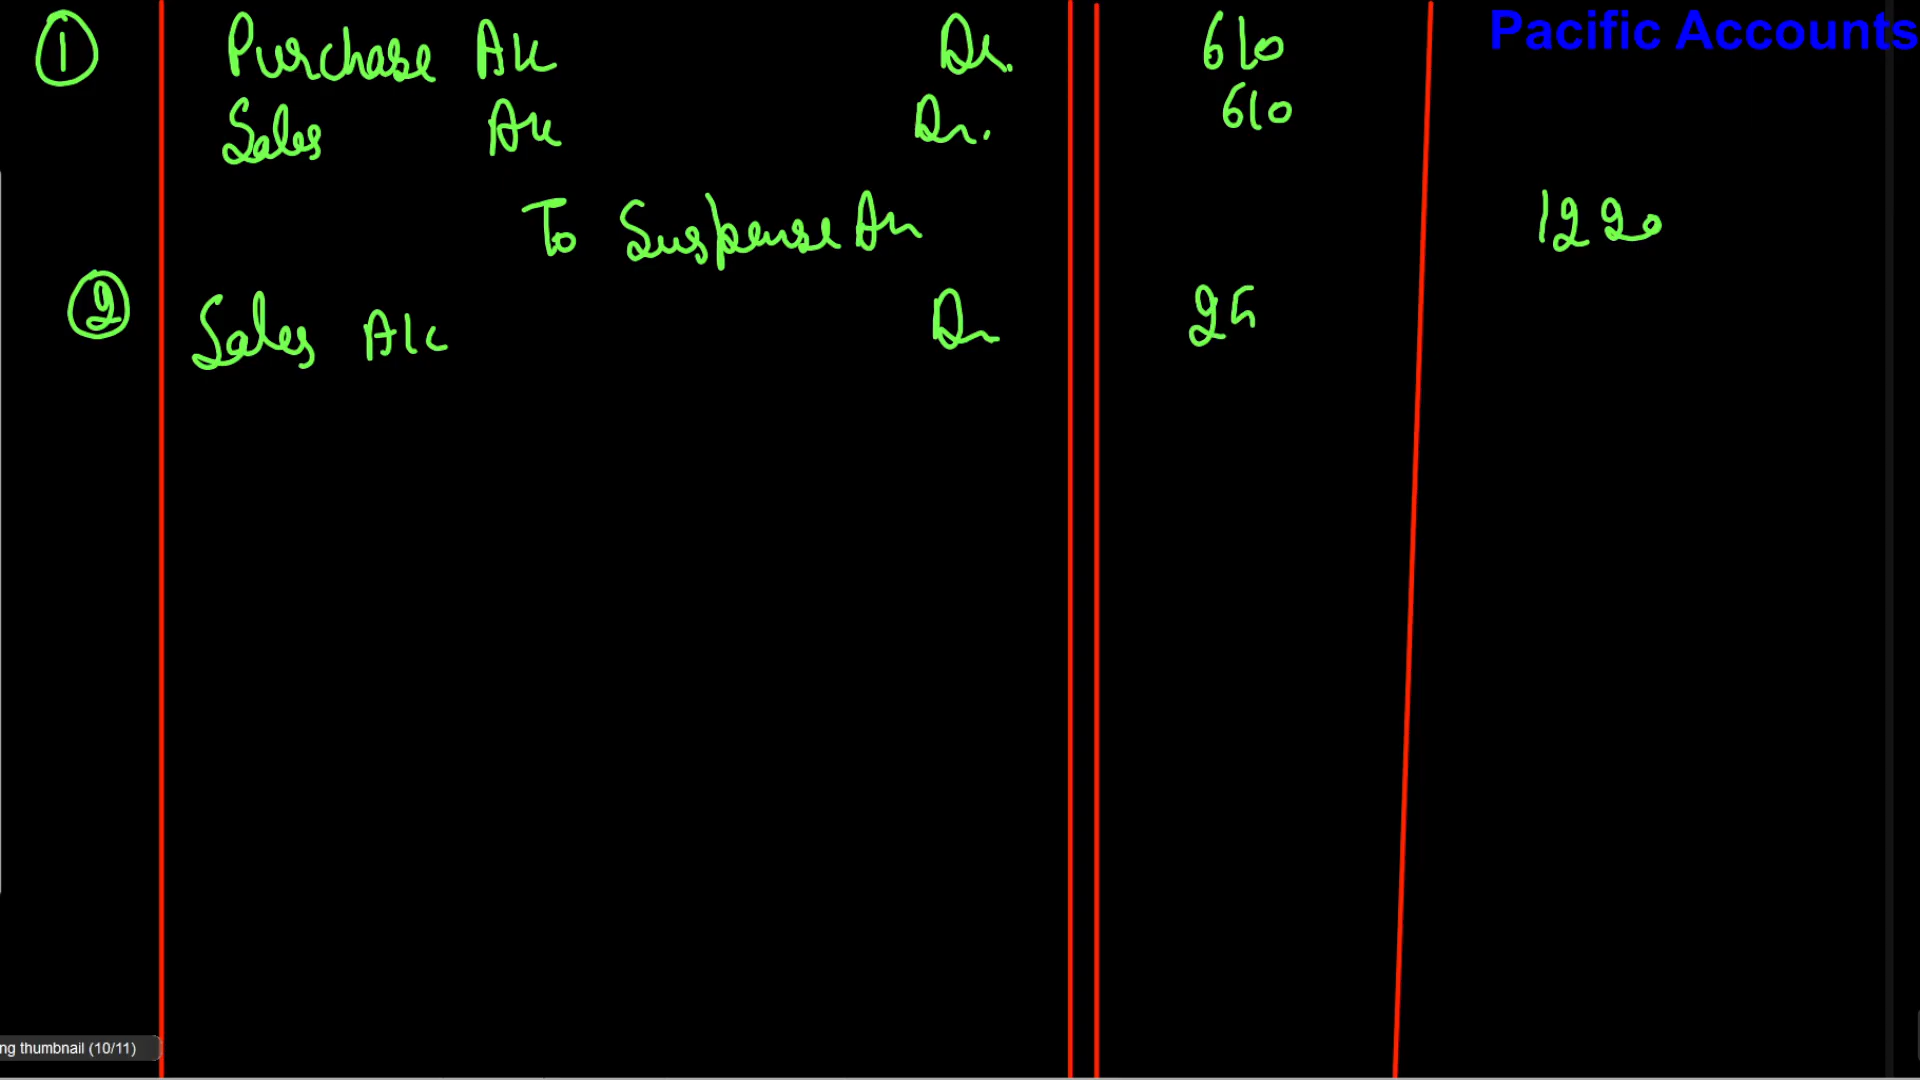 Pacific Accounts
① Purchase A/c Dr. 610
Sales A/c Dr. 610
To Suspense A/c 1220
② Sales A/c Dr
ng thumbnail (10/11)